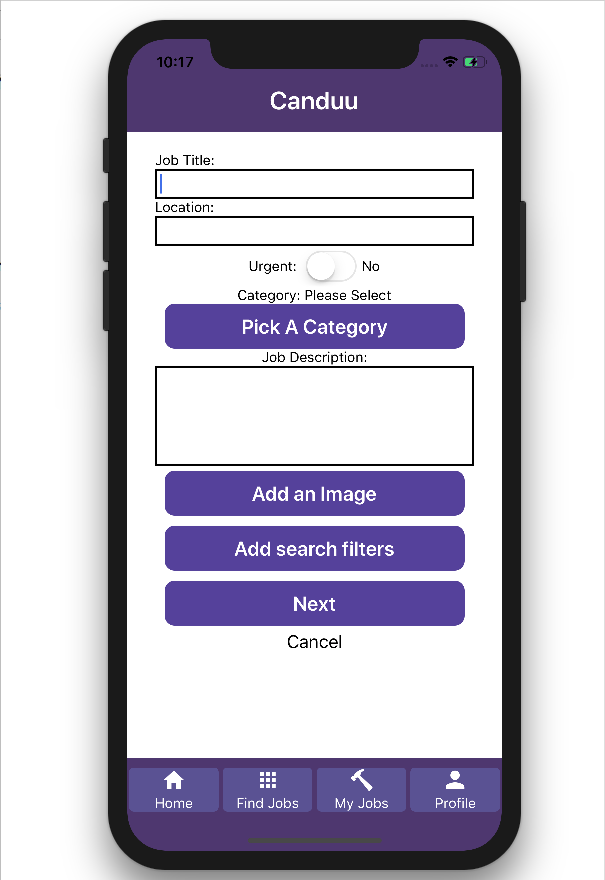 10:17
Canduu
Job Title:
Location:
Urgent: No
Category: Please Select
Pick A Category
Job Description:
Add an Image
Add search filters
Next
Cancel
Home Find Jobs My Jobs Profile